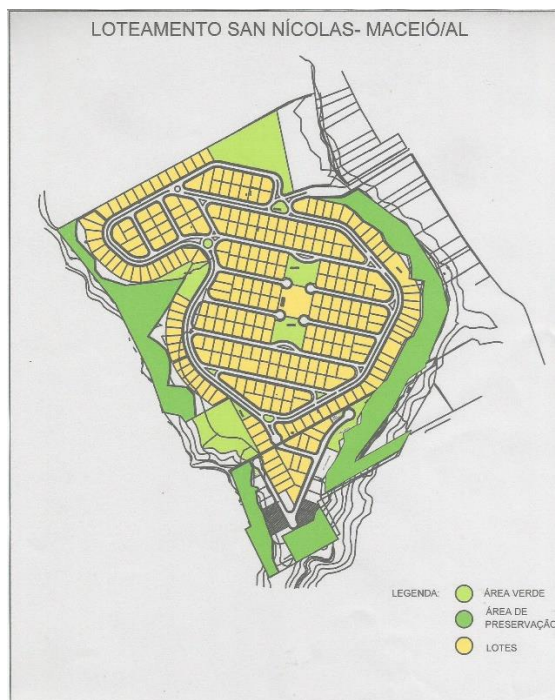 LOTEAMENTO SAN NÍCOLAS- MACEIÓ/AL
LEGENDA:
ÁREA VERDE
ÁREA DE
PRESERVAÇÃO
LOTES